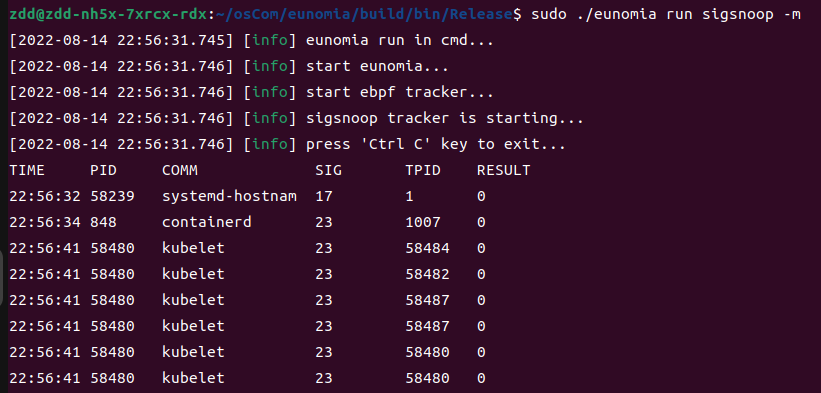 zdd@zdd-nh5x-7xrcx-rdx:~/osCom/eunomia/build/bin/Release$ sudo ./eunomia run sigsnoop -m
[2022-08-14 22:56:31.745] [info] eunomia run in cmd...
[2022-08-14 22:56:31.746] [info] start eunomia...
[2022-08-14 22:56:31.746] [info] start ebpf tracker...
[2022-08-14 22:56:31.746] [info] sigsnoop tracker is starting...
[2022-08-14 22:56:31.746] [info] press 'Ctrl C' key to exit...
TIME     PID     COMM             SIG       TPID    RESULT
22:56:32 58239   systemd-hostnam  17        1       0
22:56:34 848     containerd       23        1007    0
22:56:41 58480   kubelet          23        58484   0
22:56:41 58480   kubelet          23        58482   0
22:56:41 58480   kubelet          23        58487   0
22:56:41 58480   kubelet          23        58487   0
22:56:41 58480   kubelet          23        58480   0
22:56:41 58480   kubelet          23        58480   0